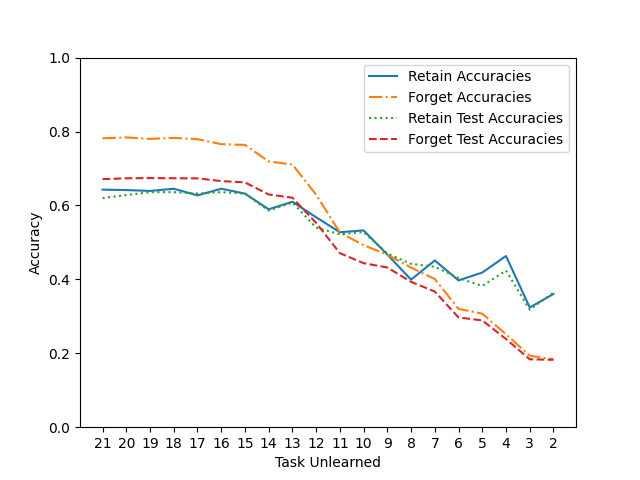 1.0
0.8
0.6
0.4
0.2
0.0
Accuracy
Retain Accuracies
Forget Accuracies
Retain Test Accuracies
Forget Test Accuracies
21 20 19 18 17 16 15 14 13 12 11 10 9 8 7 6 5 4 3 2
Task Unlearned